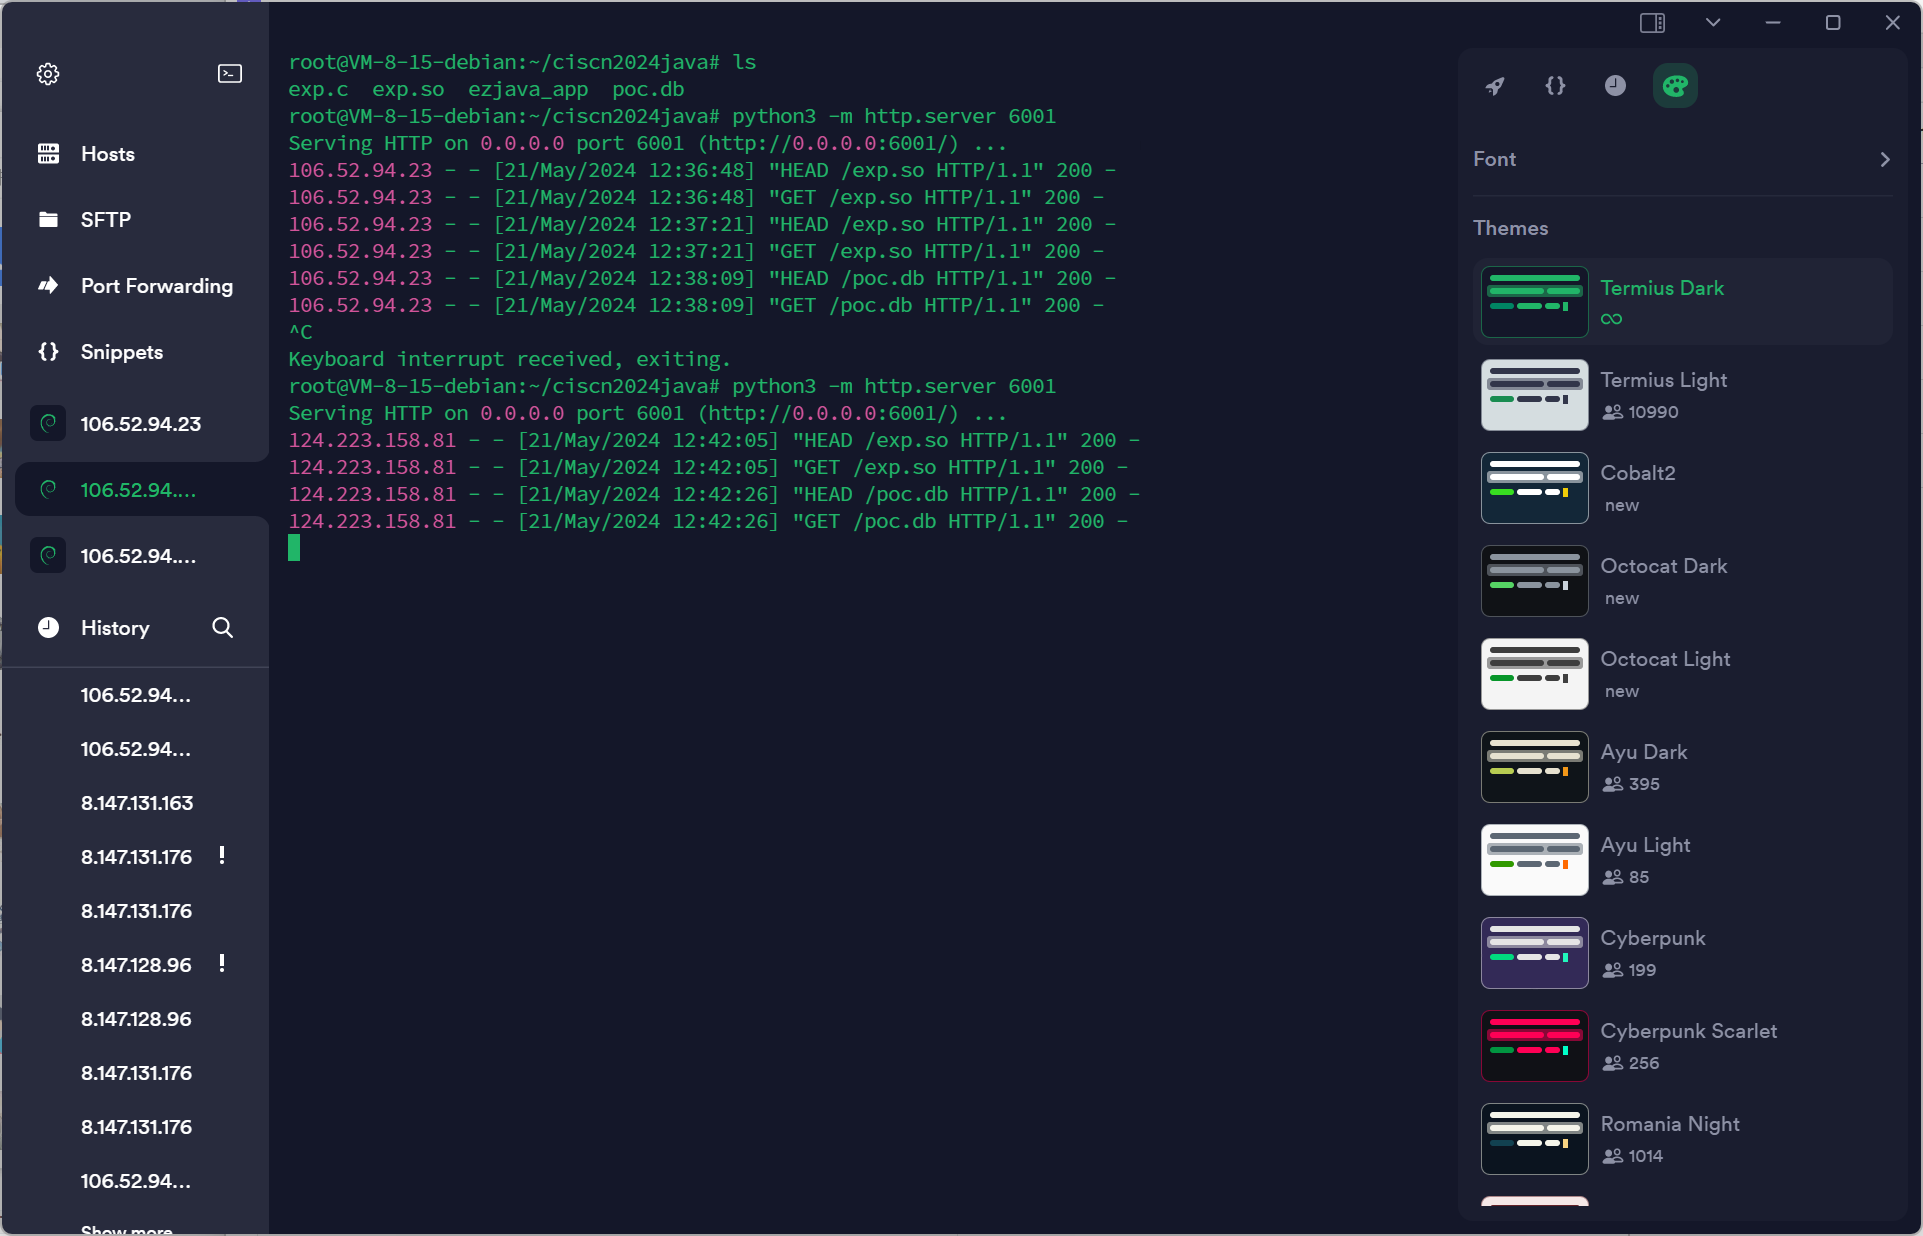 Hosts
SFTP
Port Forwarding
Snippets
106.52.94.23
106.52.94....
106.52.94....
History
106.52.94...
106.52.94...
8.147.131.163
8.147.131.176 !
8.147.131.176
8.147.128.96 !
8.147.128.96
8.147.131.176
8.147.131.176
106.52.94...
Show more
root@VM-8-15-debian:~/ciscn2024java# ls
exp.c  exp.so  ezjava_app  poc.db
root@VM-8-15-debian:~/ciscn2024java# python3 -m http.server 6001
Serving HTTP on 0.0.0.0 port 6001 (http://0.0.0.0:6001/) ...
106.52.94.23 - - [21/May/2024 12:36:48] "HEAD /exp.so HTTP/1.1" 200 -
106.52.94.23 - - [21/May/2024 12:36:48] "GET /exp.so HTTP/1.1" 200 -
106.52.94.23 - - [21/May/2024 12:37:21] "HEAD /exp.so HTTP/1.1" 200 -
106.52.94.23 - - [21/May/2024 12:37:21] "GET /exp.so HTTP/1.1" 200 -
106.52.94.23 - - [21/May/2024 12:38:09] "HEAD /poc.db HTTP/1.1" 200 -
106.52.94.23 - - [21/May/2024 12:38:09] "GET /poc.db HTTP/1.1" 200 -
^C
Keyboard interrupt received, exiting.
root@VM-8-15-debian:~/ciscn2024java# python3 -m http.server 6001
Serving HTTP on 0.0.0.0 port 6001 (http://0.0.0.0:6001/) ...
124.223.158.81 - - [21/May/2024 12:42:05] "HEAD /exp.so HTTP/1.1" 200 -
124.223.158.81 - - [21/May/2024 12:42:05] "GET /exp.so HTTP/1.1" 200 -
124.223.158.81 - - [21/May/2024 12:42:26] "HEAD /poc.db HTTP/1.1" 200 -
124.223.158.81 - - [21/May/2024 12:42:26] "GET /poc.db HTTP/1.1" 200 -
Font
Themes
Termius Dark
∞
Termius Light
10990
Cobalt2
new
Octocat Dark
new
Octocat Light
new
Ayu Dark
395
Ayu Light
85
Cyberpunk
199
Cyberpunk Scarlet
256
Romania Night
1014